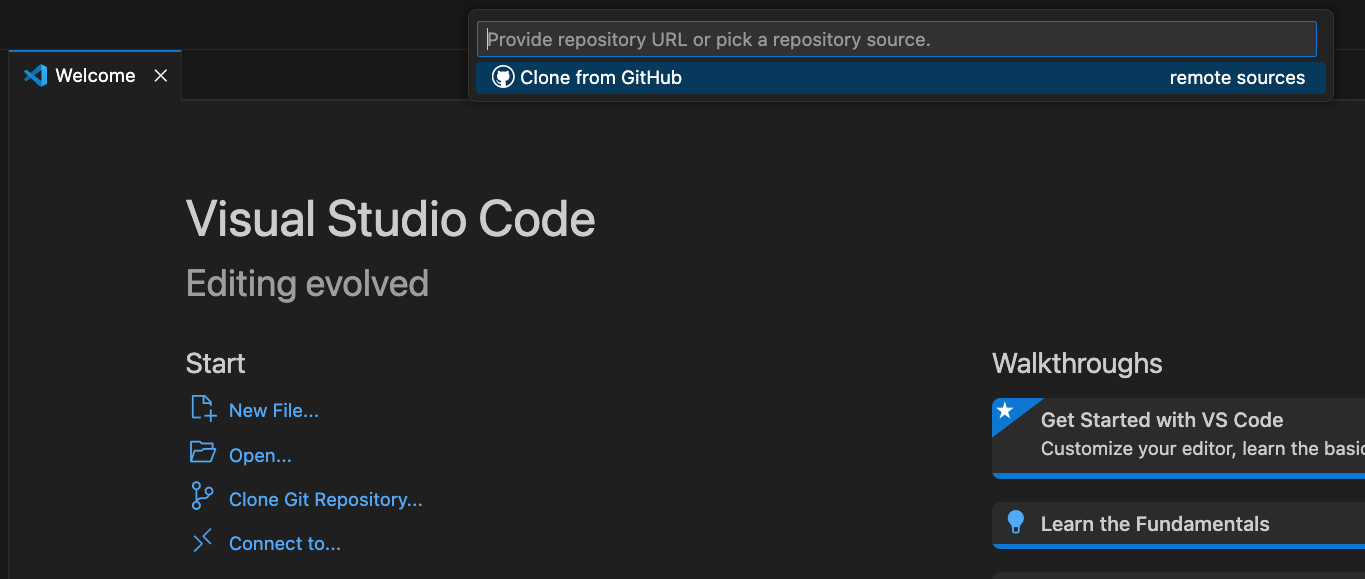 Provide repository URL or pick a repository source.
Clone from GitHub remote sources
Welcome
Visual Studio Code
Editing evolved
Start
New File...
Open...
Clone Git Repository...
Connect to...
Walkthroughs
Get Started with VS Code
Customize your editor, learn the basic
Learn the Fundamentals